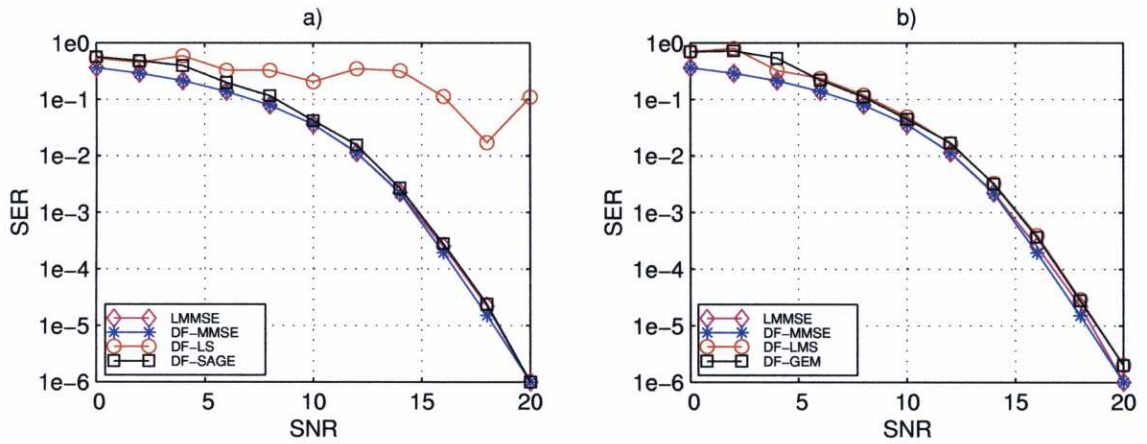 a)
SER
1e0
1e-1
1e-2
1e-3
1e-4
1e-5
1e-6
LMMSE
DF-MMSE
DF-LS
DF-SAGE
0 5 10 15 20
SNR
b)
SER
1e0
1e-1
1e-2
1e-3
1e-4
1e-5
1e-6
LMMSE
DF-MMSE
DF-LMS
DF-GEM
0 5 10 15 20
SNR